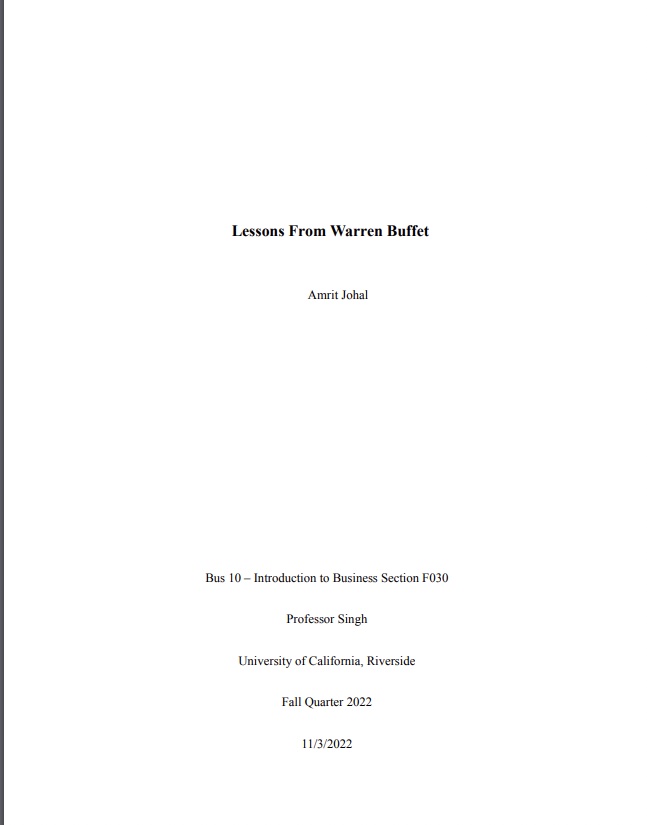 Lessons From Warren Buffet
Amrit Johal
Bus 10 – Introduction to Business Section F030
Professor Singh
University of California, Riverside
Fall Quarter 2022
11/3/2022